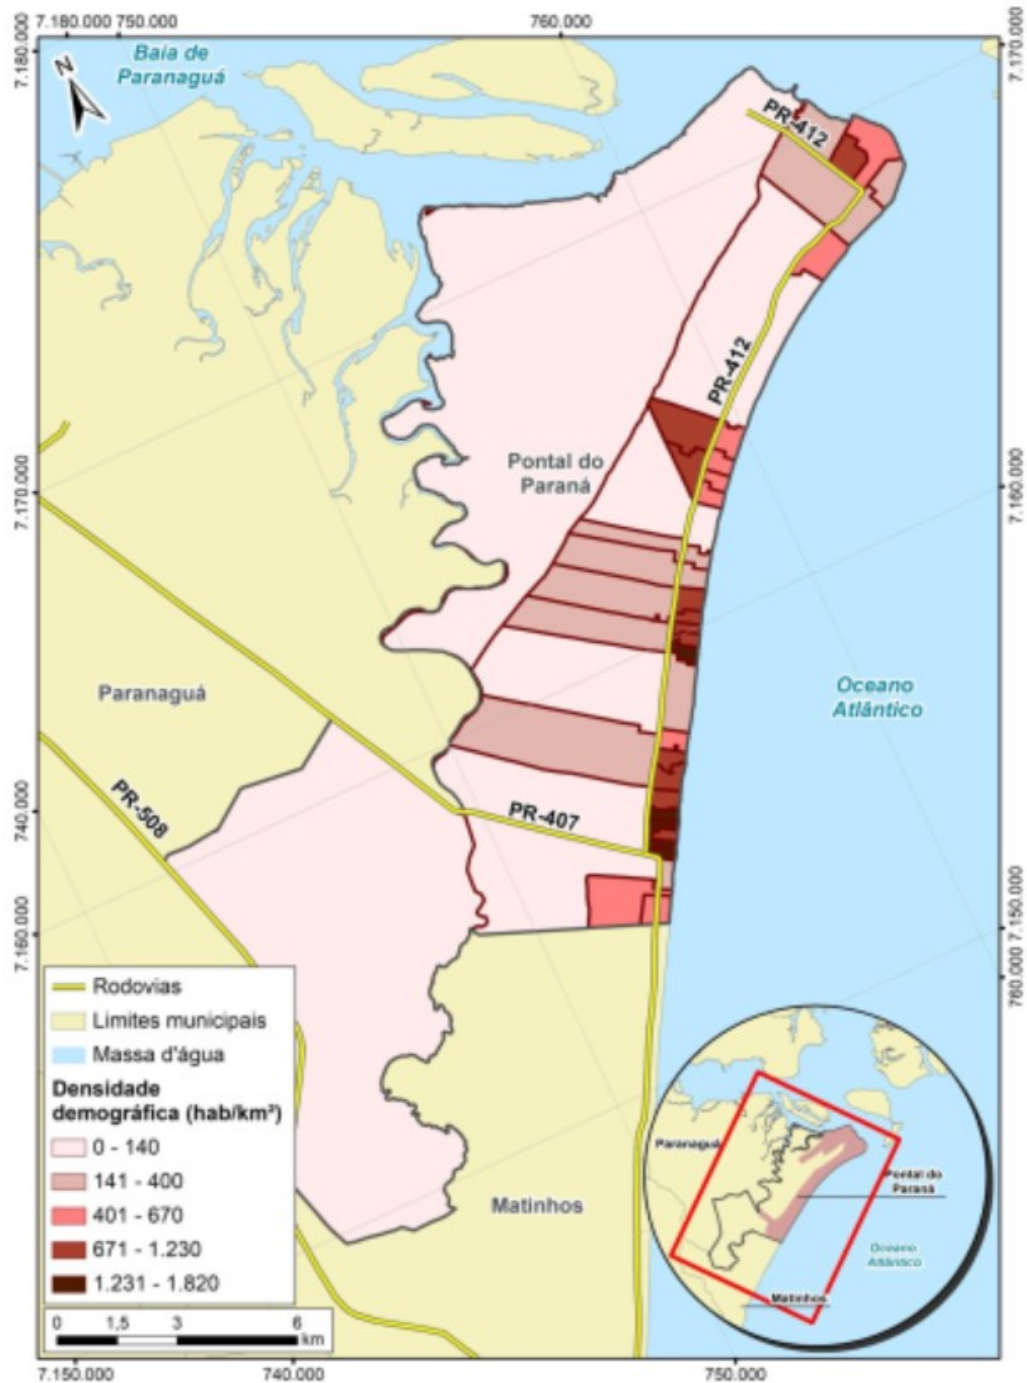 7.180.000 750.000
760.000
7.180.000
7.170.000
Baía de
Paranaguá
N
PR-412
PR-412
Pontal do
Paraná
7.170.000
7.160.000
Paranaguá
Oceano
Atlântico
PR-508
PR-407
740.000
7.160.000
7.150.000
760.000
Rodovias
Limites municipais
Massa d'água
Densidade
demográfica (hab/km²)
0 - 140
141 - 400
401 - 670
671 - 1.230
1.231 - 1.820
0 1,5 3 6
km
Matinhos
Paranaguá
Pontal do
Paraná
Oceano
Atlântico
Matinhos
7.150.000
740.000
750.000